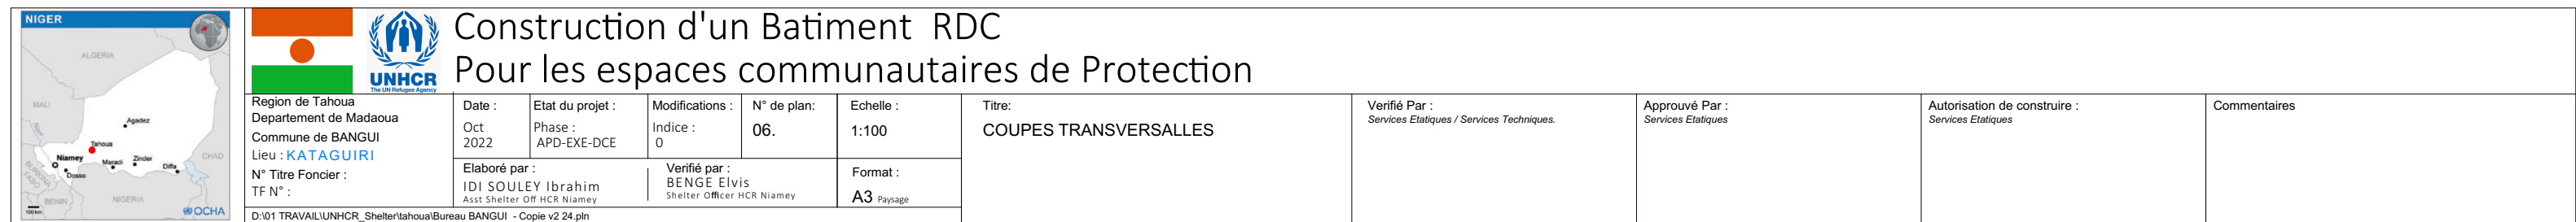 NIGER
ALGERIA
MALI
Agadez
Tahoua
Niamey
Maradi
Zinder
Diffa
CHAD
Dosso
BURKINA
FASO
BENIN
NIGERIA
100 km
OCHA
UNHCR
The UN Refugee Agency
Construction d'un Batiment RDC
Pour les espaces communautaires de Protection
Region de Tahoua
Departement de Madaoua
Commune de BANGUI
Lieu : KATAGUIRI
N° Titre Foncier :
TF N° :
Date :
Oct
2022
Etat du projet :
Phase :
APD-EXE-DCE
Modifications :
Indice :
0
N° de plan:
06.
Echelle :
1:100
Elaboré par :
IDI SOULEY Ibrahim
Asst Shelter Off HCR Niamey
Verifié par :
BENGE Elvis
Shelter Officer HCR Niamey
Format :
A3 Paysage
D:\01 TRAVAIL\UNHCR_Shelter\tahoua\Bureau BANGUI - Copie v2 24.pln
Titre:
COUPES TRANSVERSALLES
Verifié Par :
Services Etatiques / Services Techniques.
Approuvé Par :
Services Etatiques
Autorisation de construire :
Services Etatiques
Commentaires